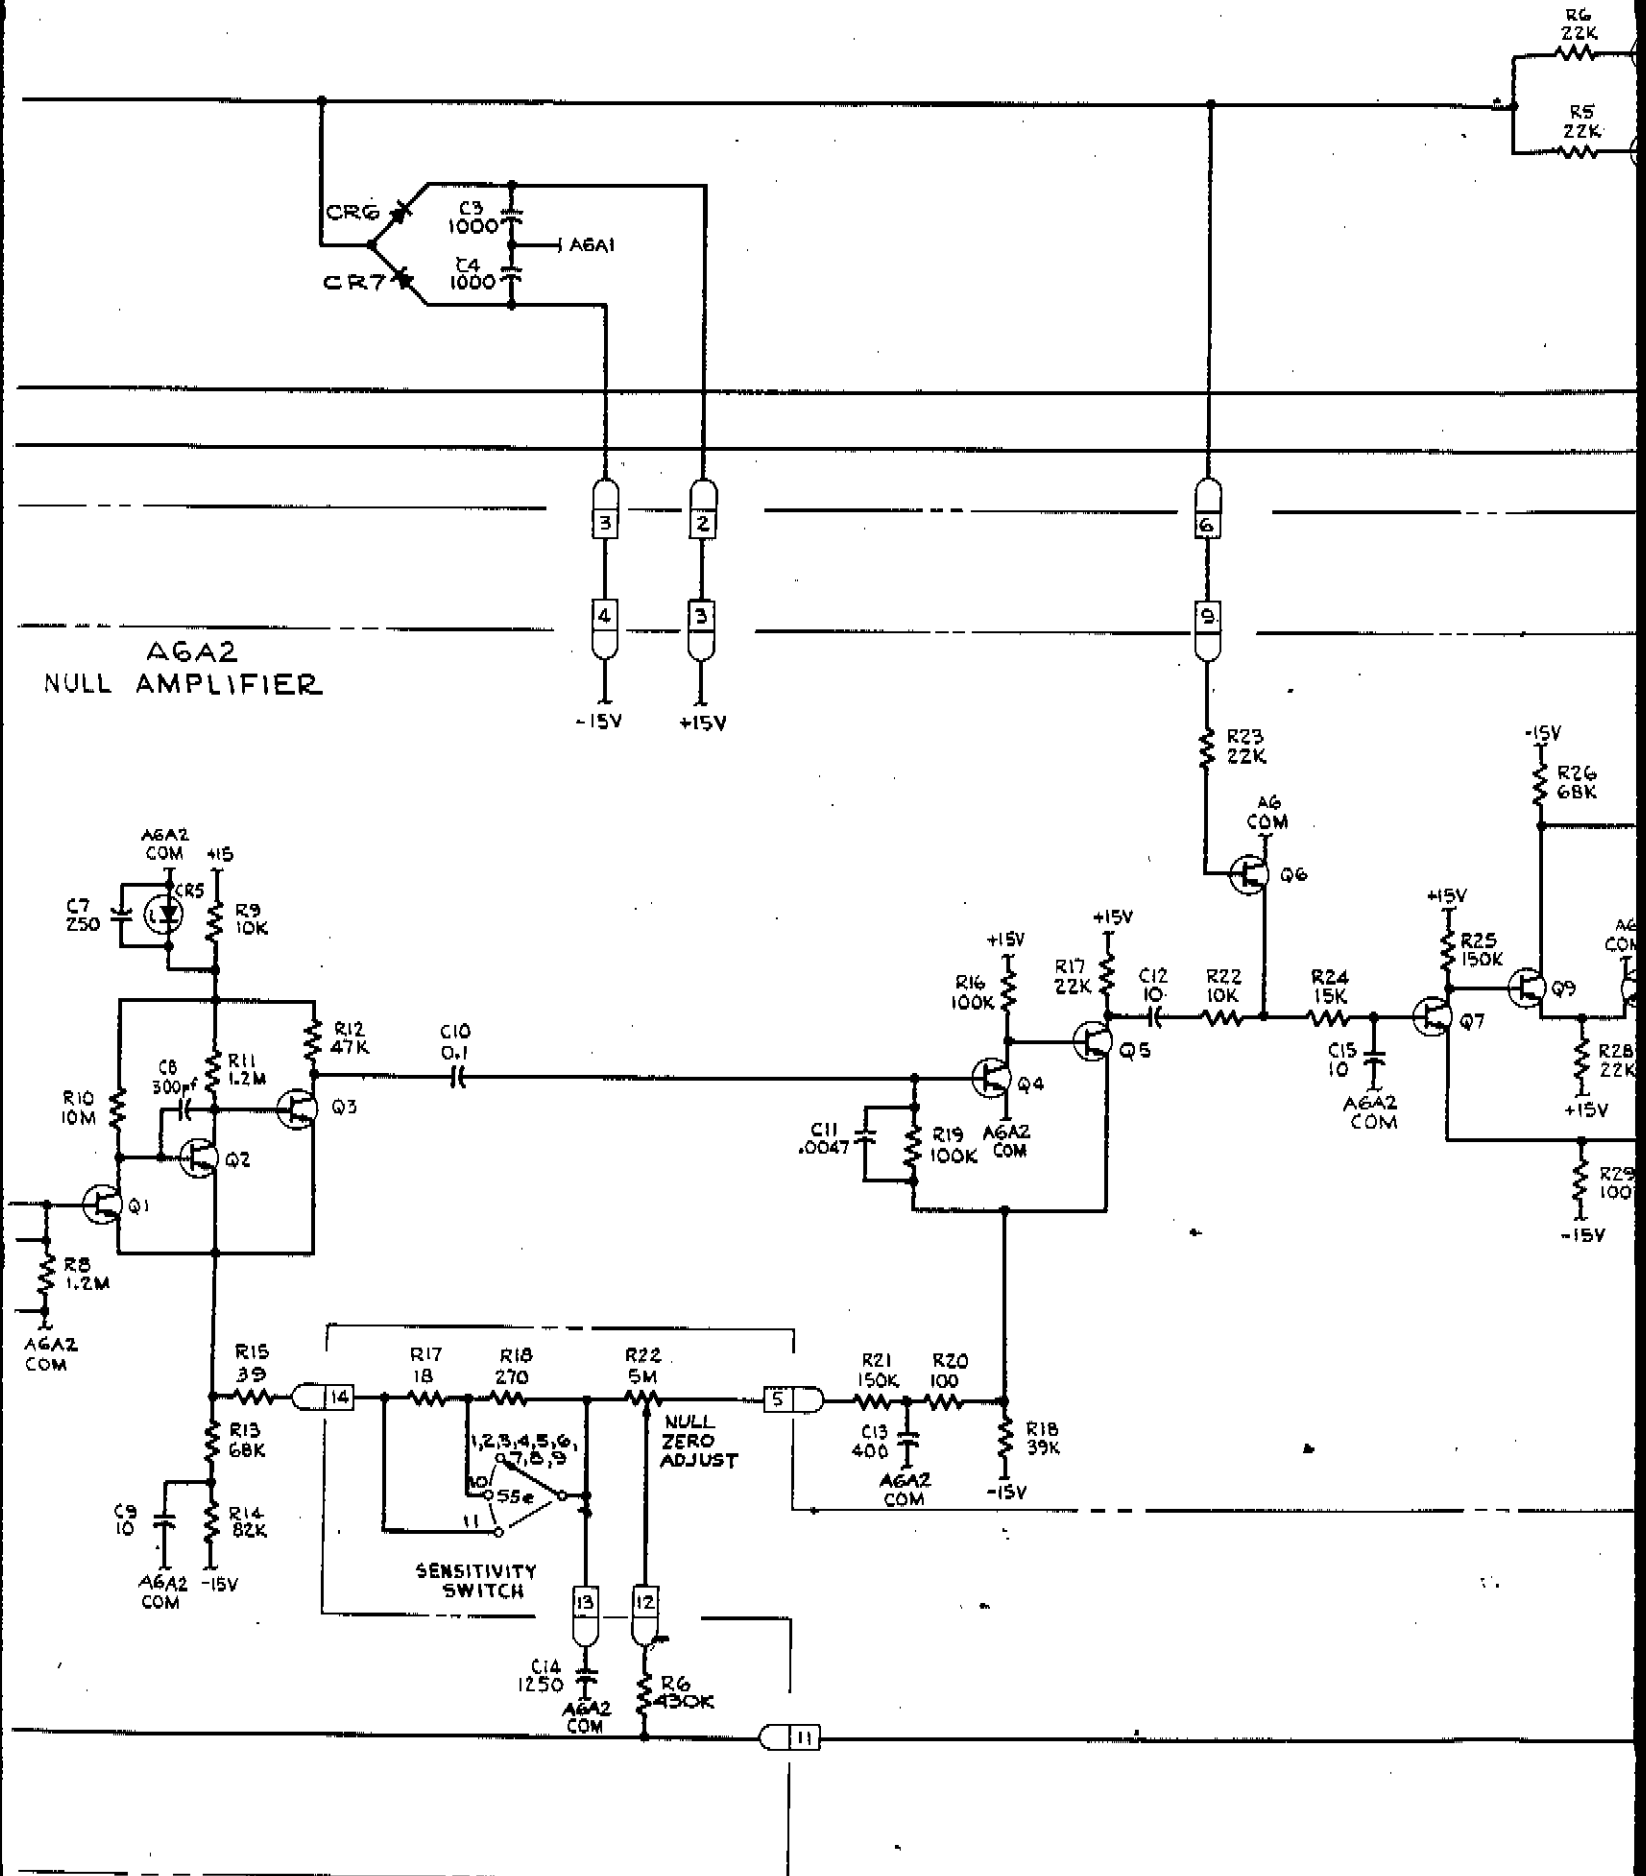 R6
22K
R5
22K
CR6
C3
1000
A6A1
CR7
C4
1000
3
2
6
4
3
9
A6A2
NULL AMPLIFIER
-15V
+15V
R23
22K
-15V
R26
68K
A6
COM
Q6
A6A2
COM
+15
CR5
C7
250
R9
10K
+15V
R25
150K
Q9
Q7
+15V
R17
22K
C12
10
R22
10K
R24
15K
+15V
R16
100K
Q5
C15
10
A6A2
COM
R28
22K
+15V
R12
47K
C10
0.1
C8
300pf
R11
1.2M
R10
10M
Q3
Q2
Q1
Q4
C11
.0047
R19
100K
A6A2
COM
R29
100
-15V
R8
1.2M
A6A2
COM
R15
39
14
R17
18
R18
270
R22
5M
5
R21
150K
R20
100
NULL
ZERO
ADJUST
C13
400
A6A2
COM
R18
39K
-15V
R13
68K
1,2,3,4,5,6,
7,8,9
10
S5e
11
C9
10
R14
82K
A6A2
COM
-15V
SENSITIVITY
SWITCH
13
12
C14
1250
A6A2
COM
R6
430K
11